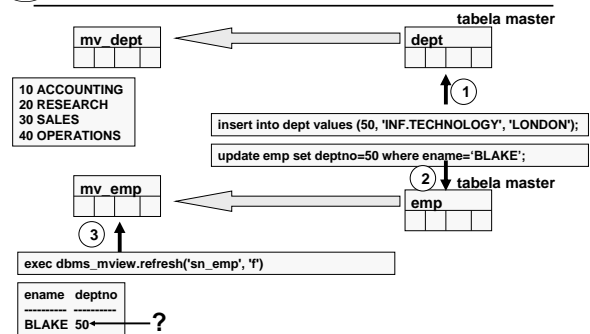 tabela master
mv_dept
dept
10 ACCOUNTING
20 RESEARCH
30 SALES
40 OPERATIONS
1
insert into dept values (50, 'INF.TECHNOLOGY', 'LONDON');
update emp set deptno=50 where ename=‘BLAKE’;
2
tabela master
mv_emp
emp
3
exec dbms_mview.refresh('sn_emp', 'f')
ename deptno
---------- ----------
BLAKE 50
?